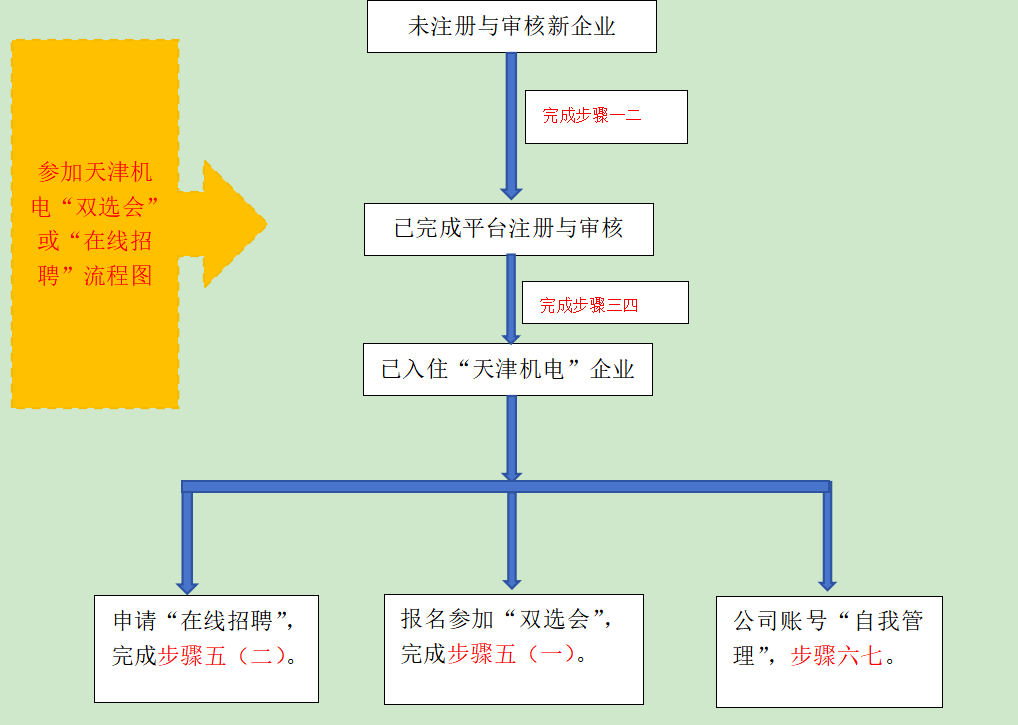 未注册与审核新企业
完成步骤一二
参加天津机
电“双选会”
或“在线招
聘”流程图
已完成平台注册与审核
完成步骤三四
已入住“天津机电”企业
申请“在线招聘”，
完成步骤五（二）。
报名参加“双选会”，
完成步骤五（一）。
公司账号“自我管
理”，步骤六七。